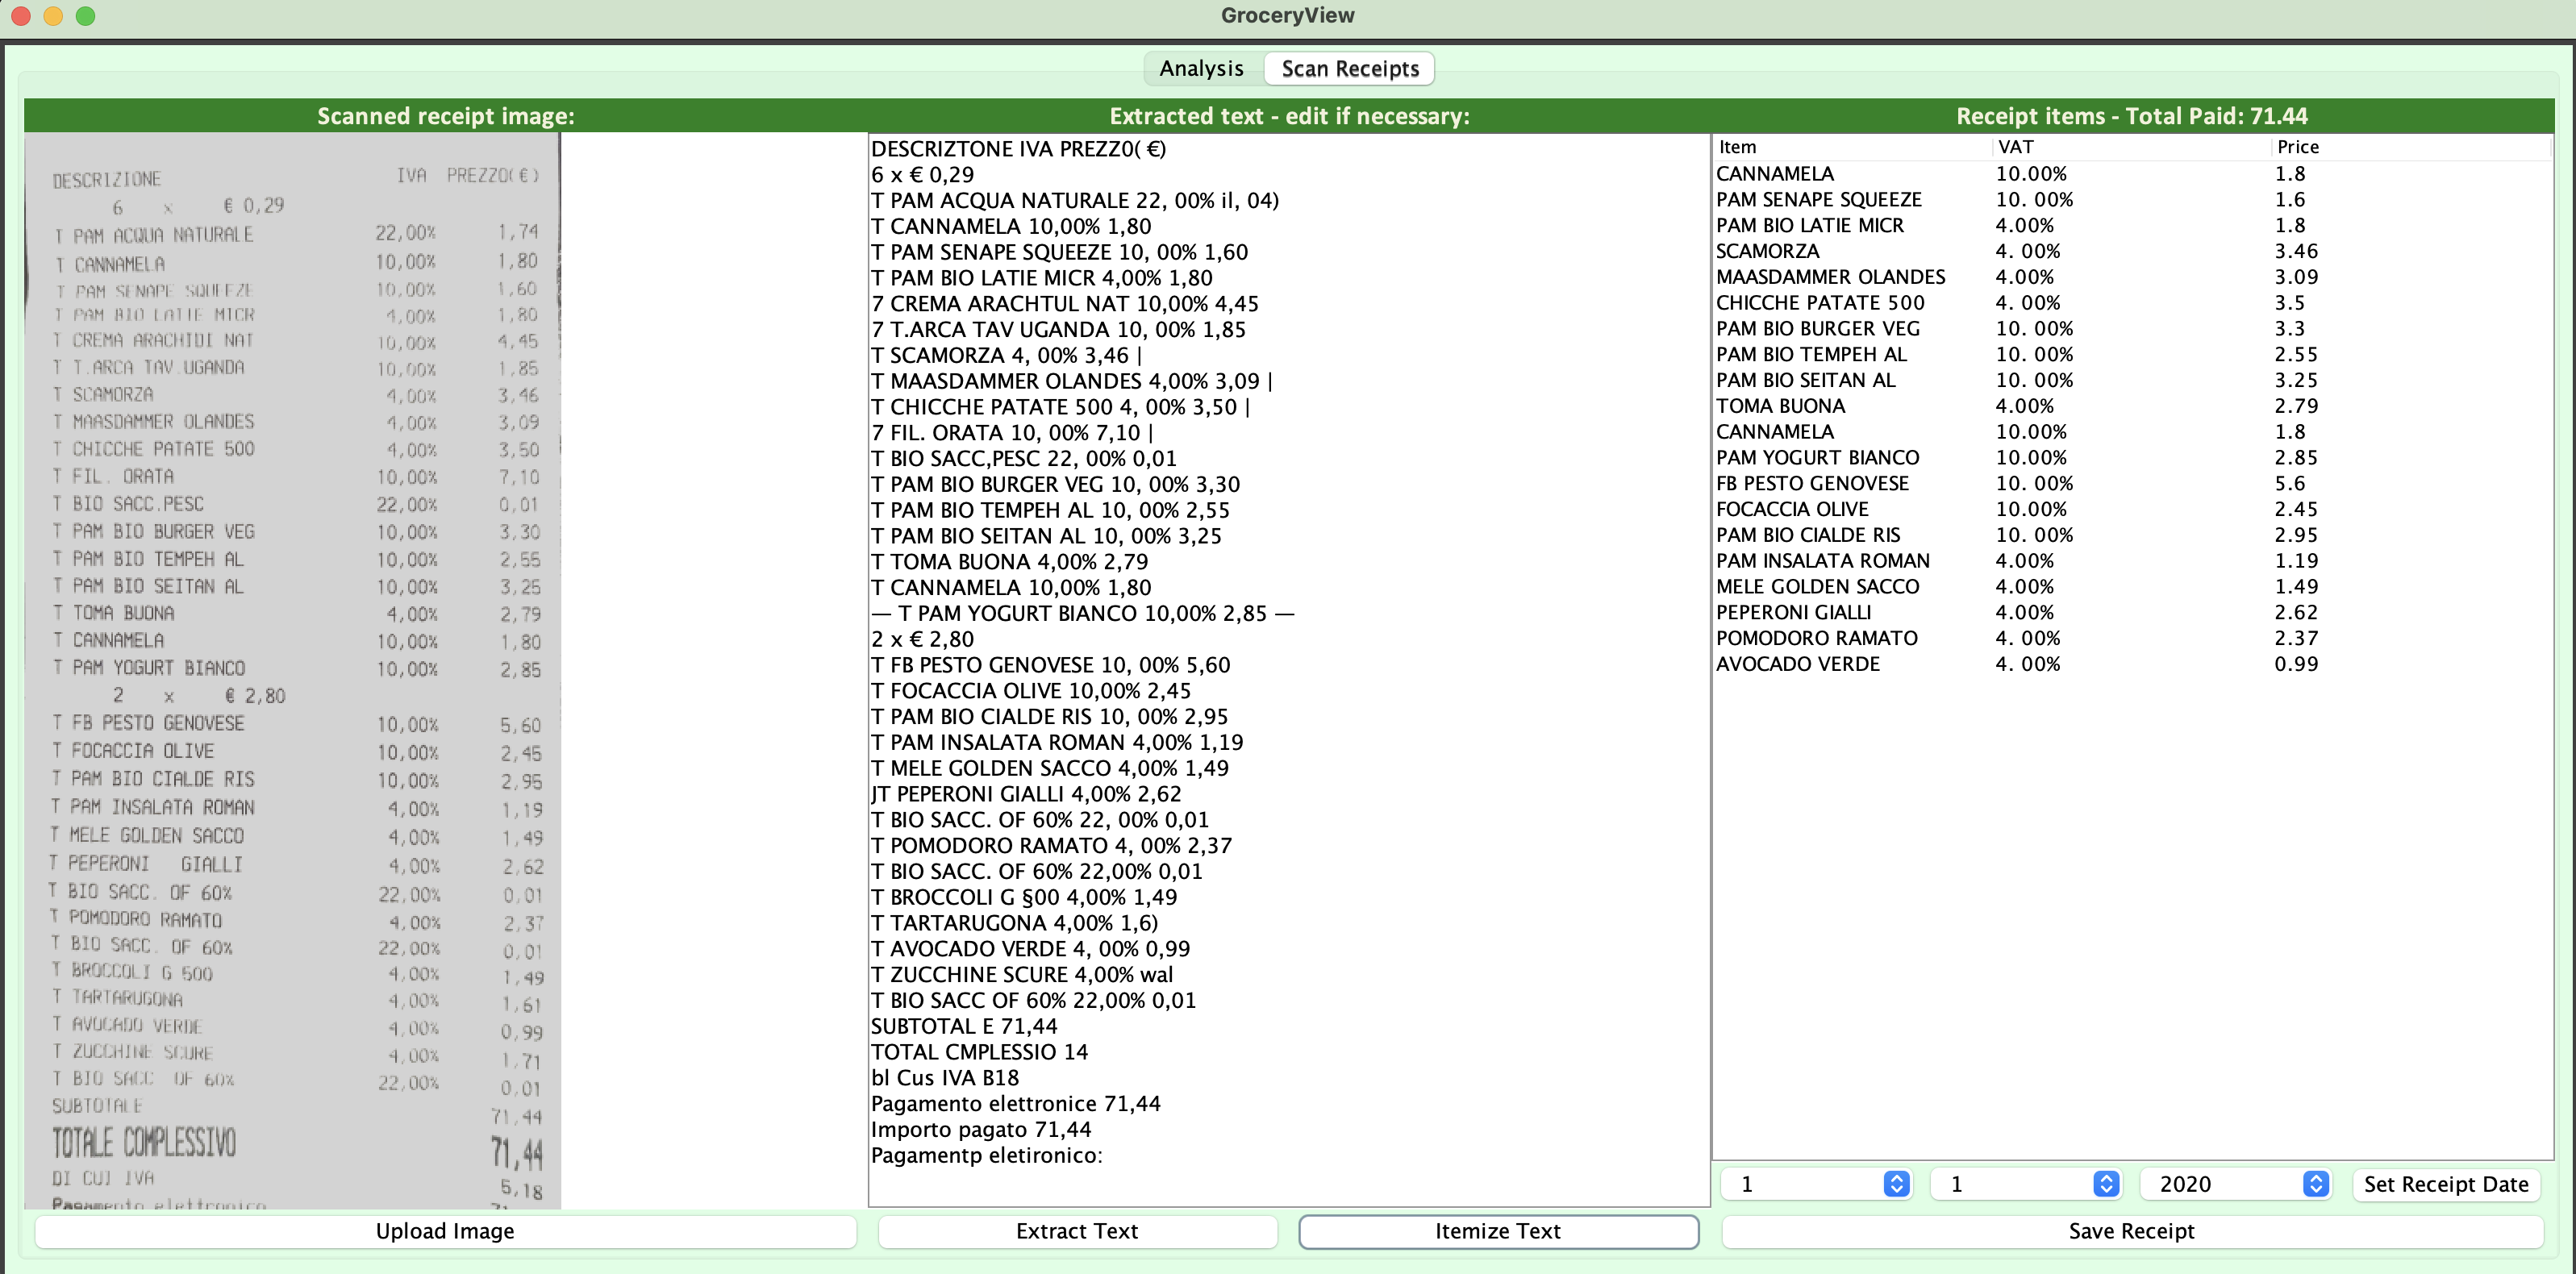 GroceryView
Analysis
Scan Receipts
Scanned receipt image:
DESCRIZIONE IVA PREZZO(€)
6 x € 0,29
T PAM ACQUA NATURALE 22,00% 1,74
T CANNAMELA 10,00% 1,80
T PAM SENAPE SQUEEZE 10,00% 1,60
T PAM BIO LATIE MICR 4,00% 1,80
T CREMA ARACHIDI NAT 10,00% 4,45
T T.ARCA TAV.UGANDA 10,00% 1,85
T SCAMORZA 4,00% 3,46
T MAASDAMMER OLANDES 4,00% 3,09
T CHICCHE PATATE 500 4,00% 3,50
T FIL. ORATA 10,00% 7,10
T BIO SACC.PESC 22,00% 0,01
T PAM BIO BURGER VEG 10,00% 3,30
T PAM BIO TEMPEH AL 10,00% 2,55
T PAM BIO SEITAN AL 10,00% 3,25
T TOMA BUONA 4,00% 2,79
T CANNAMELA 10,00% 1,80
T PAM YOGURT BIANCO 10,00% 2,85
2 x € 2,80
T FB PESTO GENOVESE 10,00% 5,60
T FOCACCIA OLIVE 10,00% 2,45
T PAM BIO CIALDE RIS 10,00% 2,95
T PAM INSALATA ROMAN 4,00% 1,19
T MELE GOLDEN SACCO 4,00% 1,49
T PEPERONI GIALLI 4,00% 2,62
T BIO SACC. OF 60% 22,00% 0,01
T POMODORO RAMATO 4,00% 2,37
T BIO SACC. OF 60% 22,00% 0,01
T BROCCOLI G 500 4,00% 1,49
T TARTARUGONA 4,00% 1,61
T AVOCADO VERDE 4,00% 0,99
T ZUCCHINE SCURE 4,00% 1,71
T BIO SACC OF 60% 22,00% 0,01
SUBTOTALE 71,44
TOTALE COMPLESSIVO 71,44
DI CUI IVA 5,18
Pagamento elettronico
Upload Image
Extracted text - edit if necessary:
DESCRIZTONE IVA PREZZ0( €)
6 x € 0,29
T PAM ACQUA NATURALE 22, 00% il, 04)
T CANNAMELA 10,00% 1,80
T PAM SENAPE SQUEEZE 10, 00% 1,60
T PAM BIO LATIE MICR 4,00% 1,80
7 CREMA ARACHTUL NAT 10,00% 4,45
7 T.ARCA TAV UGANDA 10, 00% 1,85
T SCAMORZA 4, 00% 3,46 |
T MAASDAMMER OLANDES 4,00% 3,09 |
T CHICCHE PATATE 500 4, 00% 3,50 |
7 FIL. ORATA 10, 00% 7,10 |
T BIO SACC,PESC 22, 00% 0,01
T PAM BIO BURGER VEG 10, 00% 3,30
T PAM BIO TEMPEH AL 10, 00% 2,55
T PAM BIO SEITAN AL 10, 00% 3,25
T TOMA BUONA 4,00% 2,79
T CANNAMELA 10,00% 1,80
— T PAM YOGURT BIANCO 10,00% 2,85 —
2 x € 2,80
T FB PESTO GENOVESE 10, 00% 5,60
T FOCACCIA OLIVE 10,00% 2,45
T PAM BIO CIALDE RIS 10, 00% 2,95
T PAM INSALATA ROMAN 4,00% 1,19
T MELE GOLDEN SACCO 4,00% 1,49
JT PEPERONI GIALLI 4,00% 2,62
T BIO SACC. OF 60% 22, 00% 0,01
T POMODORO RAMATO 4, 00% 2,37
T BIO SACC. OF 60% 22,00% 0,01
T BROCCOLI G §00 4,00% 1,49
T TARTARUGONA 4,00% 1,6)
T AVOCADO VERDE 4, 00% 0,99
T ZUCCHINE SCURE 4,00% wal
T BIO SACC OF 60% 22,00% 0,01
SUBTOTAL E 71,44
TOTAL CMPLESSIO 14
bl Cus IVA B18
Pagamento elettronice 71,44
Importo pagato 71,44
Pagamentp eletironico:
Extract Text
Itemize Text
Receipt items - Total Paid: 71.44
Item VAT Price
CANNAMELA 10.00% 1.8
PAM SENAPE SQUEEZE 10. 00% 1.6
PAM BIO LATIE MICR 4.00% 1.8
SCAMORZA 4. 00% 3.46
MAASDAMMER OLANDES 4.00% 3.09
CHICCHE PATATE 500 4. 00% 3.5
PAM BIO BURGER VEG 10. 00% 3.3
PAM BIO TEMPEH AL 10. 00% 2.55
PAM BIO SEITAN AL 10. 00% 3.25
TOMA BUONA 4.00% 2.79
CANNAMELA 10.00% 1.8
PAM YOGURT BIANCO 10.00% 2.85
FB PESTO GENOVESE 10. 00% 5.6
FOCACCIA OLIVE 10.00% 2.45
PAM BIO CIALDE RIS 10. 00% 2.95
PAM INSALATA ROMAN 4.00% 1.19
MELE GOLDEN SACCO 4.00% 1.49
PEPERONI GIALLI 4.00% 2.62
POMODORO RAMATO 4. 00% 2.37
AVOCADO VERDE 4. 00% 0.99
1 1 2020 Set Receipt Date
Save Receipt